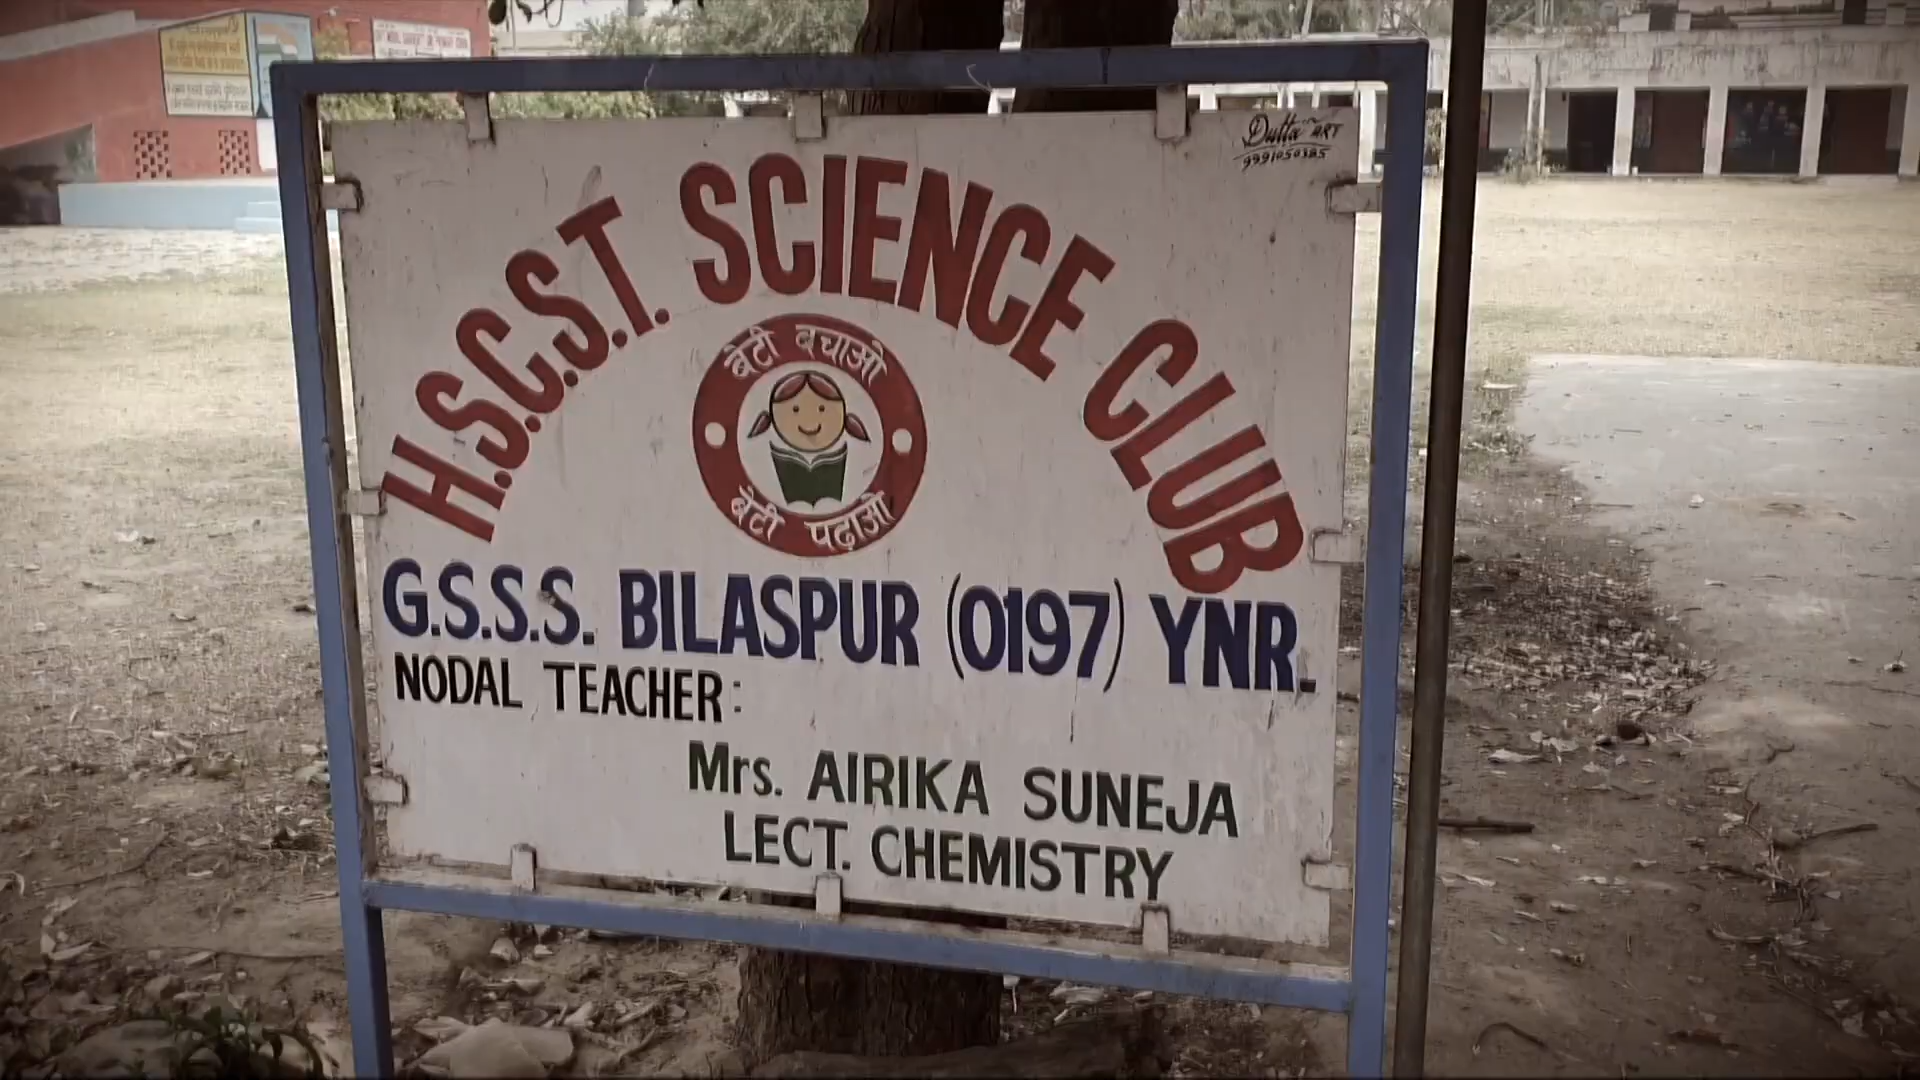 Dutta ART
9991050385
H.S.C.S.T. SCIENCE CLUB
बेटी बचाओ
बेटी पढ़ाओ
G.S.S.S. BILASPUR (0197) YNR.
NODAL TEACHER:
Mrs. AIRIKA SUNEJA
LECT. CHEMISTRY